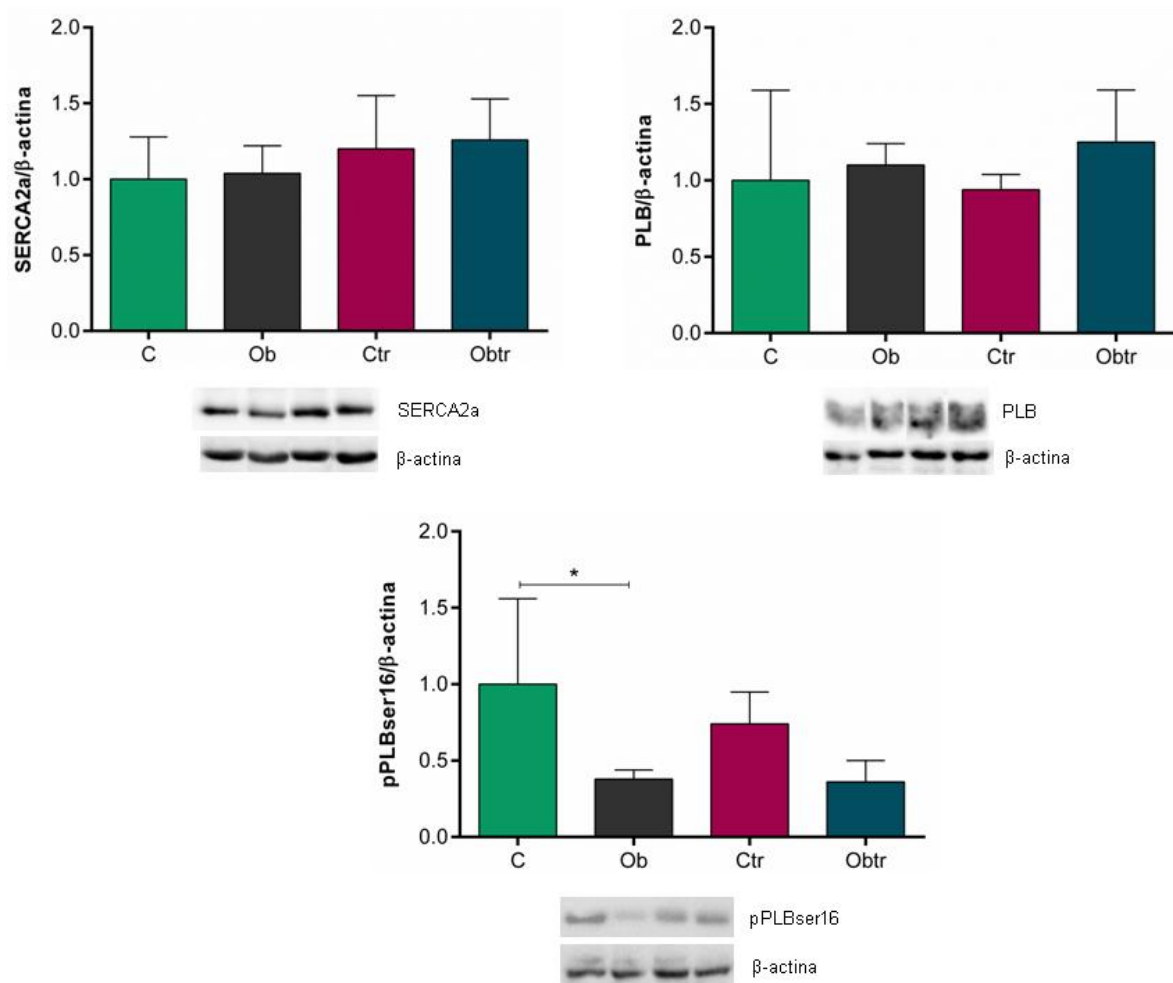 SERCA2a/β-actina
2.0
1.5
1.0
0.5
0.0
C Ob Ctr Obtr
SERCA2a
β-actina
PLB/β-actina
2.0
1.5
1.0
0.5
0.0
C Ob Ctr Obtr
PLB
β-actina
pPLBser16/β-actina
2.0
1.5
1.0
0.5
0.0
*
C Ob Ctr Obtr
pPLBser16
β-actina